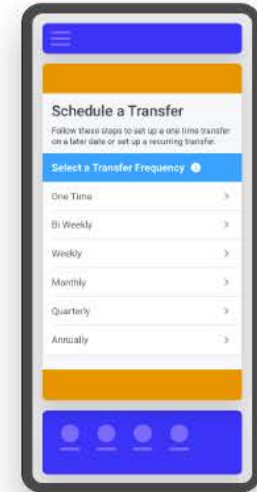 Schedule a Transfer
Follow these steps to set up a one time transfer
on a later date or set up a recurring transfer.
Select a Transfer Frequency
One Time
Bi Weekly
Weekly
Monthly
Quarterly
Annually